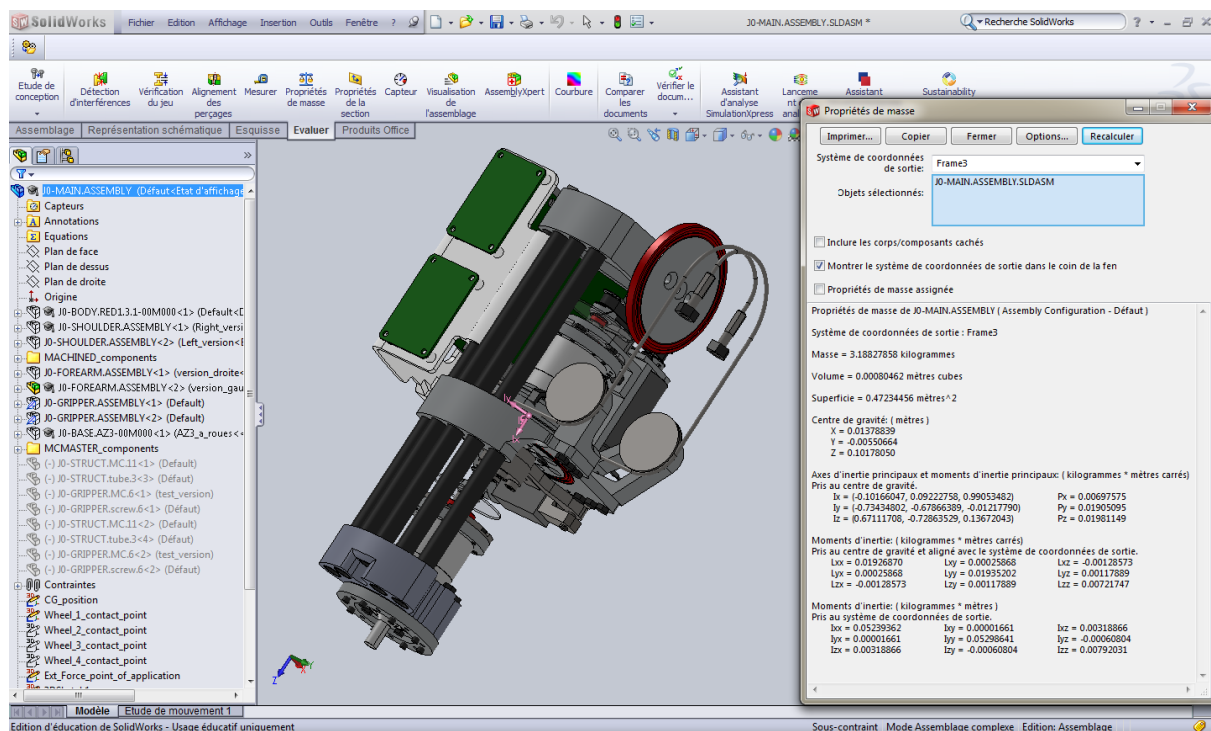 SolidWorks Fichier Edition Affichage Insertion Outils Fenêtre ? J0-MAIN.ASSEMBLY.SLDASM * Recherche SolidWorks ?
Etude de conception
Détection d'interférences
Vérification du jeu
Alignement des perçages
Mesurer
Propriétés de masse
Propriétés de la section
Capteur
Visualisation de l'assemblage
AssemblyXpert
Courbure
Comparer les documents
Vérifier le docum...
Assistant d'analyse SimulationXpress
Lanceme
Assistant
Sustainability
Assemblage Représentation schématique Esquisse Evaluer Produits Office
J0-MAIN.ASSEMBLY (Défaut<Etat d'affichage
Capteurs
Annotations
Equations
Plan de face
Plan de dessus
Plan de droite
Origine
J0-BODY.RED1.3.1-00M000<1> (Default<D
J0-SHOULDER.ASSEMBLY<1> (Right_versi
J0-SHOULDER.ASSEMBLY<2> (Left_version<
MACHINED_components
J0-FOREARM.ASSEMBLY<1> (version_droite<
J0-FOREARM.ASSEMBLY<2> (version_gau
J0-GRIPPER.ASSEMBLY<1> (Default)
J0-GRIPPER.ASSEMBLY<2> (Default)
J0-BASE.AZ3-00M000<1> (AZ3_a_roues<
MCMASTER_components
(-) J0-STRUCT.MC.11<1> (Default)
(-) J0-STRUCT.tube.3<3> (Défaut)
(-) J0-GRIPPER.MC.6<1> (test_version)
(-) J0-GRIPPER.screw.6<1> (Défaut)
(-) J0-STRUCT.MC.11<2> (Default)
(-) J0-STRUCT.tube.3<4> (Défaut)
(-) J0-GRIPPER.MC.6<2> (test_version)
(-) J0-GRIPPER.screw.6<2> (Défaut)
Contraintes
CG_position
Wheel_1_contact_point
Wheel_2_contact_point
Wheel_3_contact_point
Wheel_4_contact_point
Ext_Force_point_of_application
Modèle Etude de mouvement 1
Edition d'éducation de SolidWorks - Usage éducatif uniquement
Sous-contraint Mode Assemblage complexe Edition: Assemblage
Propriétés de masse
Imprimer... Copier Fermer Options... Recalculer
Système de coordonnées de sortie: Frame3
Objets sélectionnés: J0-MAIN.ASSEMBLY.SLDASM
Inclure les corps/composants cachés
Montrer le système de coordonnées de sortie dans le coin de la fen
Propriétés de masse assignée
Propriétés de masse de J0-MAIN.ASSEMBLY ( Assembly Configuration - Défaut )
Système de coordonnées de sortie : Frame3
Masse = 3.18827858 kilogrammes
Volume = 0.00080462 mètres cubes
Superficie = 0.47234456 mètres^2
Centre de gravité: ( mètres )
X = 0.01378839
Y = -0.00550664
Z = 0.10178050
Axes d'inertie principaux et moments d'inertie principaux: ( kilogrammes * mètres carrés)
Pris au centre de gravité.
Ix = (-0.10166047, 0.09222758, 0.99053482) Px = 0.00697575
Iy = (-0.73434802, -0.67866389, -0.01217790) Py = 0.01905095
Iz = (0.67111708, -0.72863529, 0.13672043) Pz = 0.01981149
Moments d'inertie: ( kilogrammes * mètres carrés)
Pris au centre de gravité et aligné avec le système de coordonnées de sortie.
Lxx = 0.01926870 Lxy = 0.00025868 Lxz = -0.00128573
Lyx = 0.00025868 Lyy = 0.01935202 Lyz = 0.00117889
Lzx = -0.00128573 Lzy = 0.00117889 Lzz = 0.00721747
Moments d'inertie: ( kilogrammes * mètres )
Pris au système de coordonnées de sortie.
Ixx = 0.05239362 Ixy = 0.00001661 Ixz = 0.00318866
Iyx = 0.00001661 Iyy = 0.05298641 Iyz = -0.00060804
Izx = 0.00318866 Izy = -0.00060804 Izz = 0.00792031